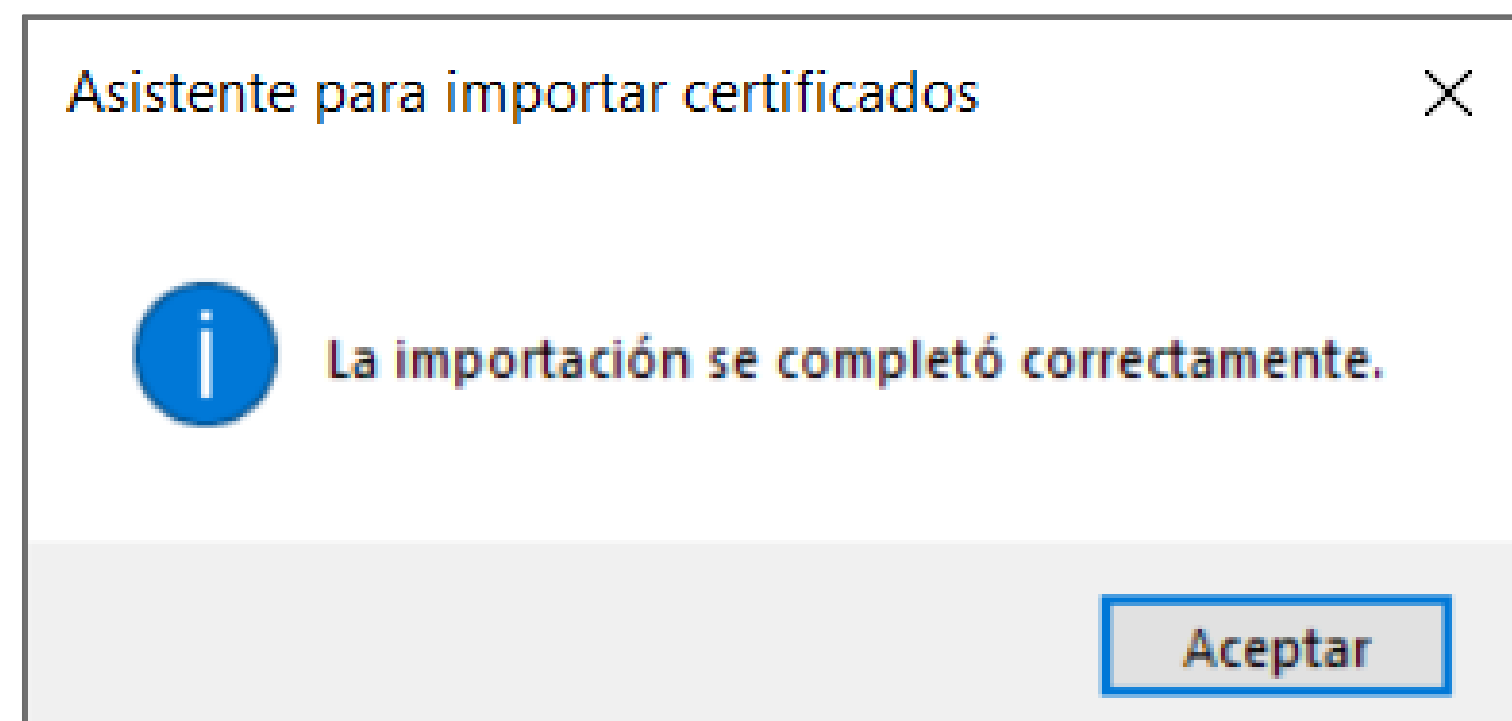 Asistente para importar certificados
La importación se completó correctamente.
Aceptar